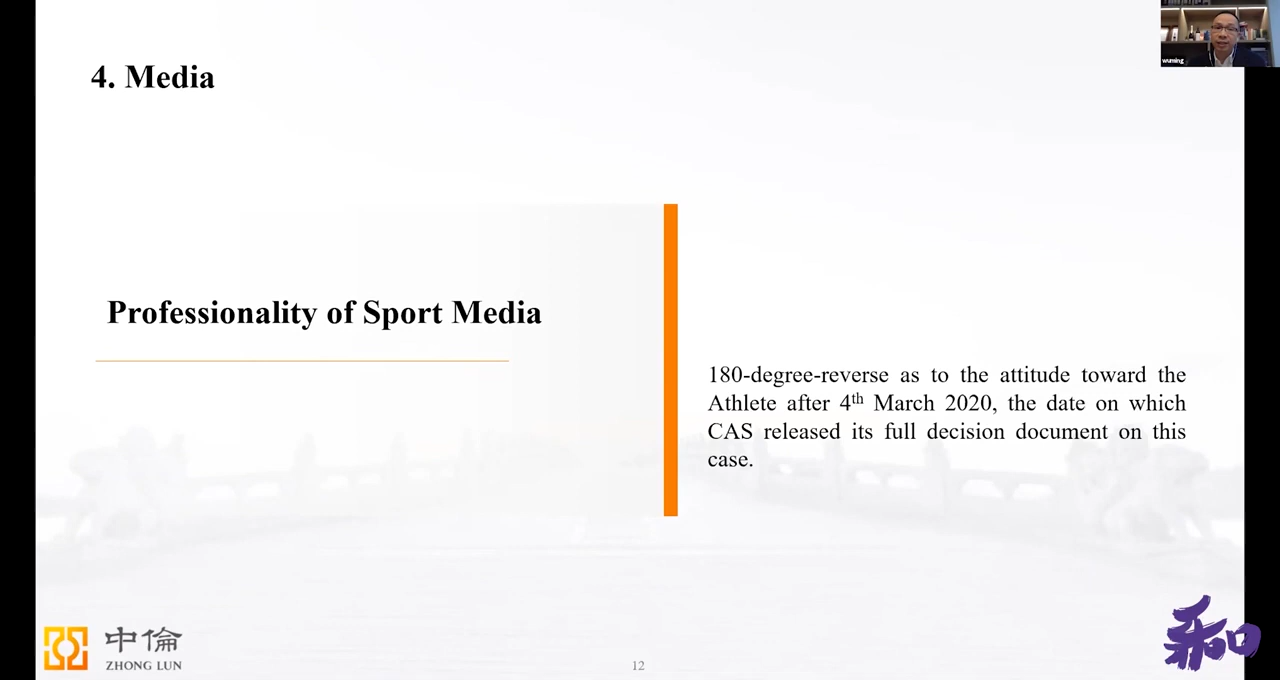 wuming
4. Media
Professionality of Sport Media
180-degree-reverse as to the attitude toward the
Athlete after 4th March 2020, the date on which
CAS released its full decision document on this
case.
中倫
ZHONG LUN
12
和